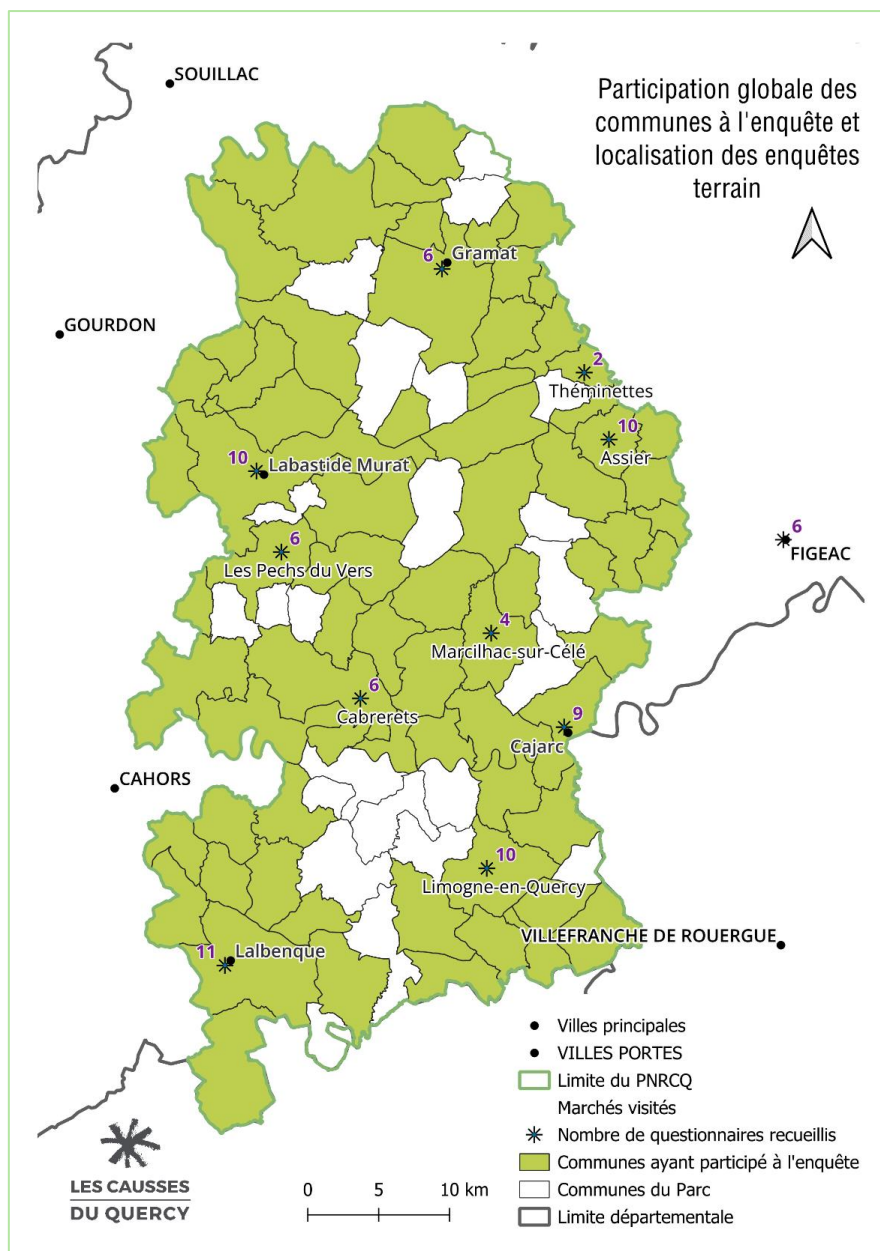 SOUILLAC
Participation globale des
communes à l'enquête et
localisation des enquêtes
terrain
6
Gramat
GOURDON
2
Théminettes
10
Assier
10
Labastide Murat
6
FIGEAC
6
Les Pechs du Vers
4
Marcilhac-sur-Célé
6
Cabrerets
9
Cajarc
CAHORS
10
Limogne-en-Quercy
VILLEFRANCHE DE ROUERGUE
11
Lalbenque
Villes principales
VILLES PORTES
Limite du PNRCQ
Marchés visités
Nombre de questionnaires recueillis
Communes ayant participé à l'enquête
Communes du Parc
Limite départementale
LES CAUSSES
DU QUERCY
0 5 10 km